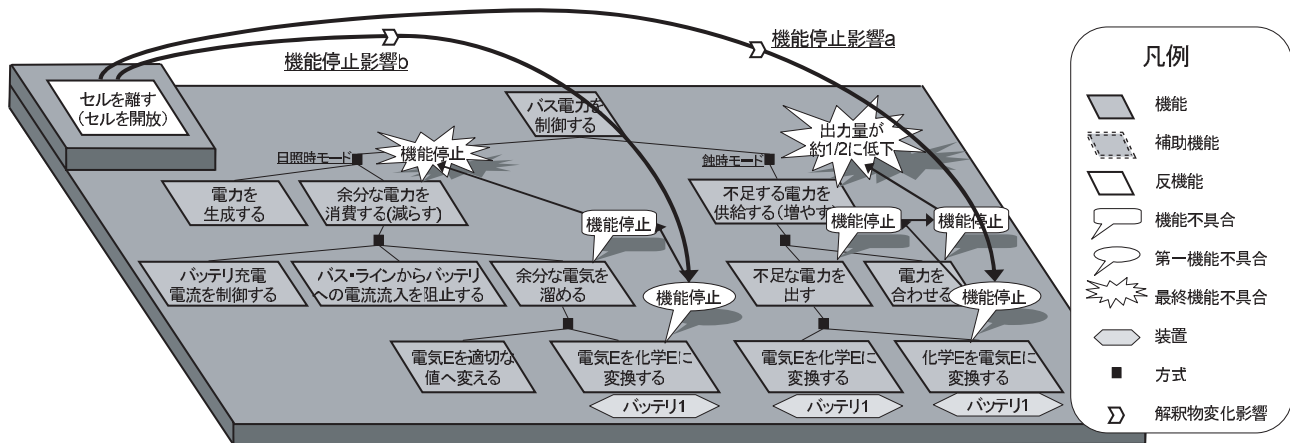 機能停止影響a
機能停止影響b
セルを離す
(セルを開放)
バス電力を
制御する
日照時モード
機能停止
蝕時モード
出力量が
約1/2に低下
電力を
生成する
余分な電力を
消費する(減らす)
機能停止
不足する電力を
供給する(増やす)
機能停止
機能停止
バッテリ充電
電流を制御する
バス・ラインからバッテリ
への電流流入を阻止する
余分な電気を
溜める
機能停止
不足な電力を
出す
電力を
合わせる
機能停止
電気Eを適切な
値へ変える
電気Eを化学Eに
変換する
電気Eを化学Eに
変換する
化学Eを電気Eに
変換する
バッテリ1
バッテリ1
バッテリ1
凡例
機能
補助機能
反機能
機能不具合
第一機能不具合
最終機能不具合
装置
方式
解釈物変化影響